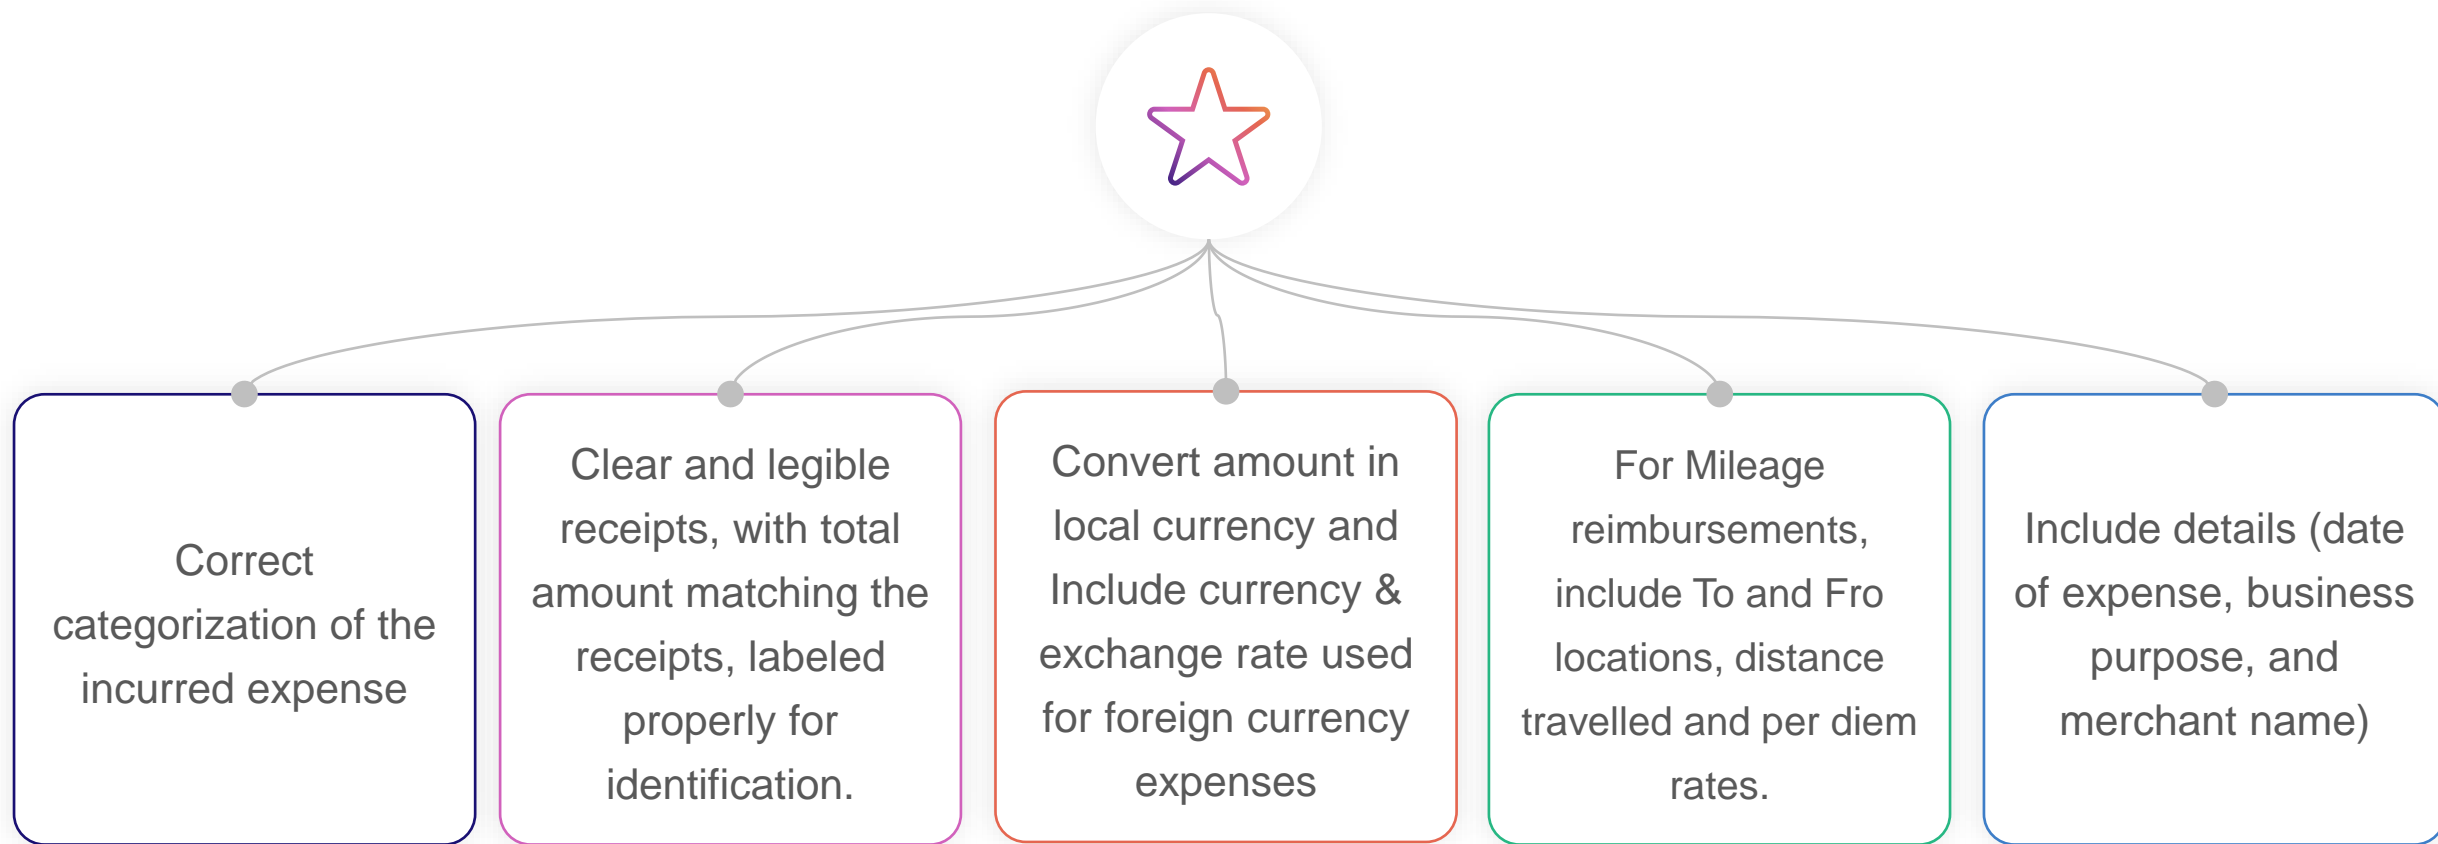 Correct
categorization of the
incurred expense
Clear and legible
receipts, with total
amount matching the
receipts, labeled
properly for
identification.
Convert amount in
local currency and
Include currency &
exchange rate used
for foreign currency
expenses
For Mileage
reimbursements,
include To and Fro
locations, distance
travelled and per diem
rates.
Include details (date
of expense, business
purpose, and
merchant name)